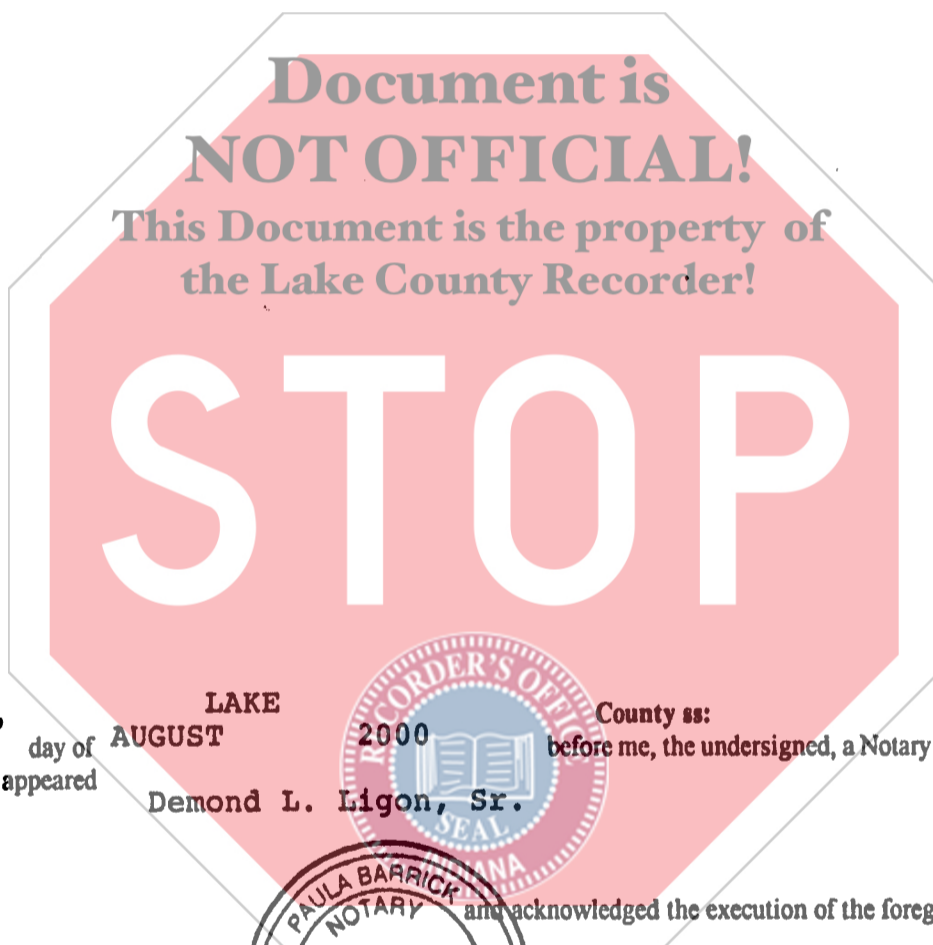 Document is
NOT OFFICIAL!
This Document is the property of
the Lake County Recorder!
STOP
LAKE County ss:
day of AUGUST 2000 before me, the undersigned, a Notary
appeared
Demond L. Ligon, Sr.
RECORDER'S OFFICE
SEAL
INDIANA
PAULA BARRICK
NOTARY
and acknowledged the execution of the foreg